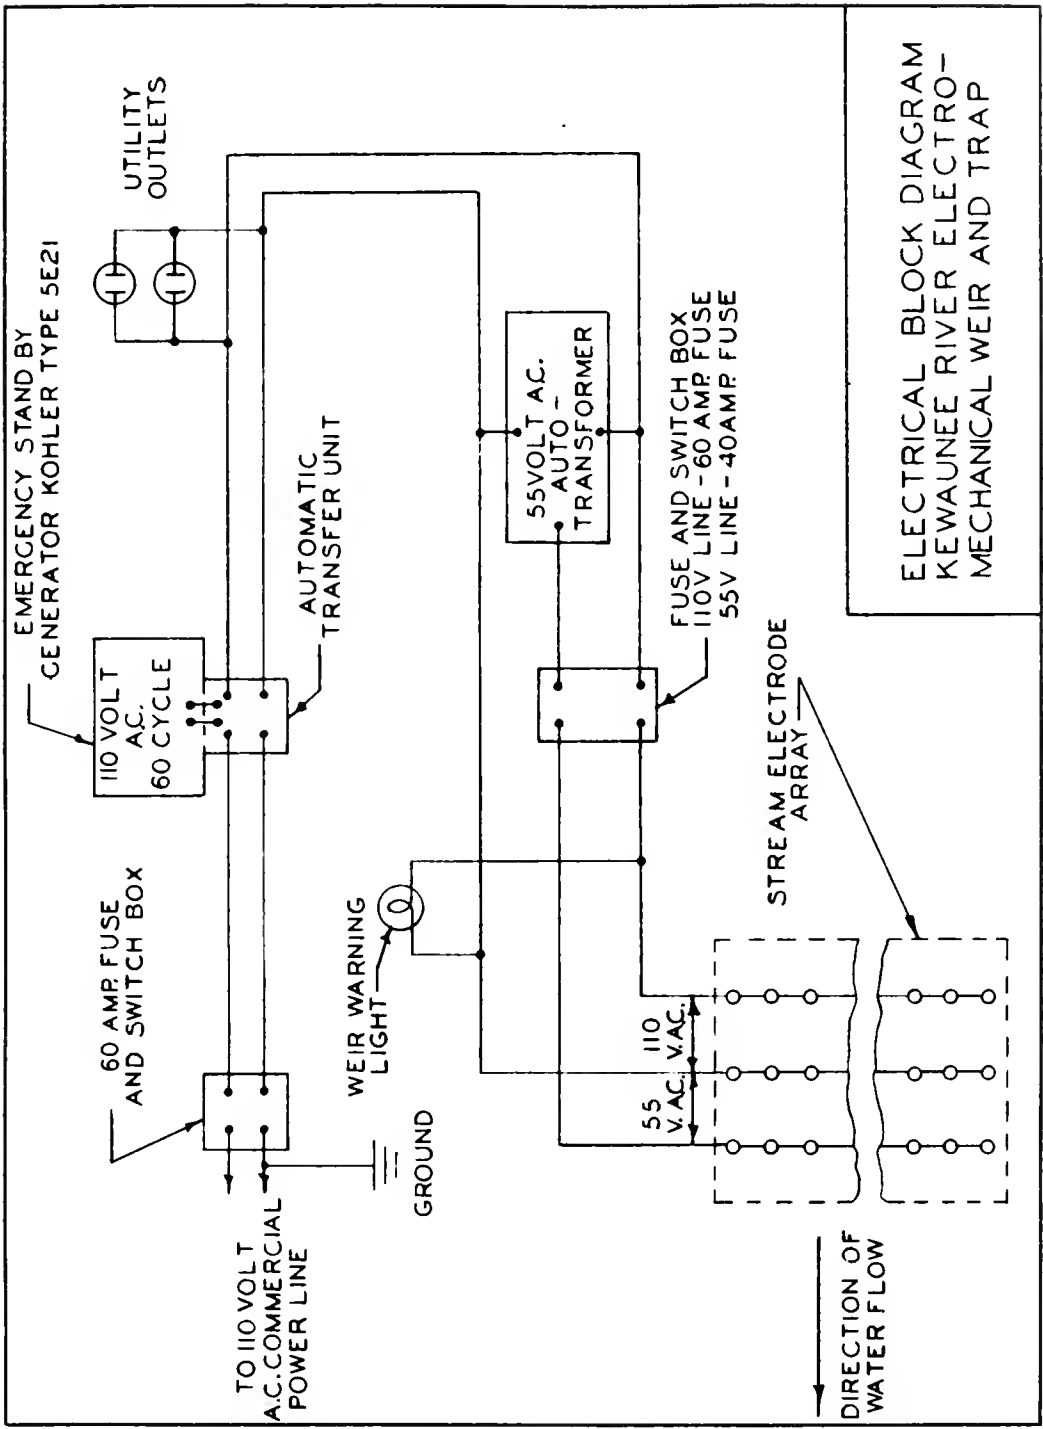 EMERGENCY STAND BY
GENERATOR KOHLER TYPE 5E21
UTILITY
OUTLETS
110 VOLT
A.C.
60 CYCLE
60 AMP. FUSE
AND SWITCH BOX
AUTOMATIC
TRANSFER UNIT
TO 110 VOLT
A.C. COMMERCIAL
POWER LINE
GROUND
WEIR WARNING
LIGHT
55 VOLT A.C.
AUTO-
TRANSFORMER
FUSE AND SWITCH BOX
110V LINE - 60 AMP. FUSE
55V LINE - 40 AMP. FUSE
55
V. AC.
110
V. AC.
STREAM ELECTRODE
ARRAY
DIRECTION OF
WATER FLOW
ELECTRICAL BLOCK DIAGRAM
KEWAUNEE RIVER ELECTRO-
MECHANICAL WEIR AND TRAP